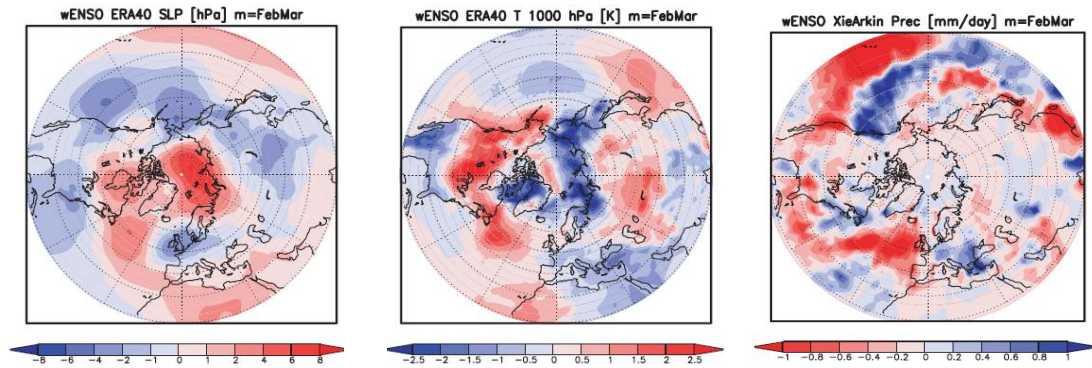 wENSO ERA40 SLP [hPa] m=FebMar
wENSO ERA40 T 1000 hPa [K] m=FebMar
wENSO XieArkin Prec [mm/day] m=FebMar
-8 -6 -4 -2 -1 0 1 2 4 6 8
-2.5 -2 -1.5 -1 -0.5 0 0.5 1 1.5 2 2.5
-1 -0.8 -0.6 -0.4 -0.2 0 0.2 0.4 0.6 0.8 1